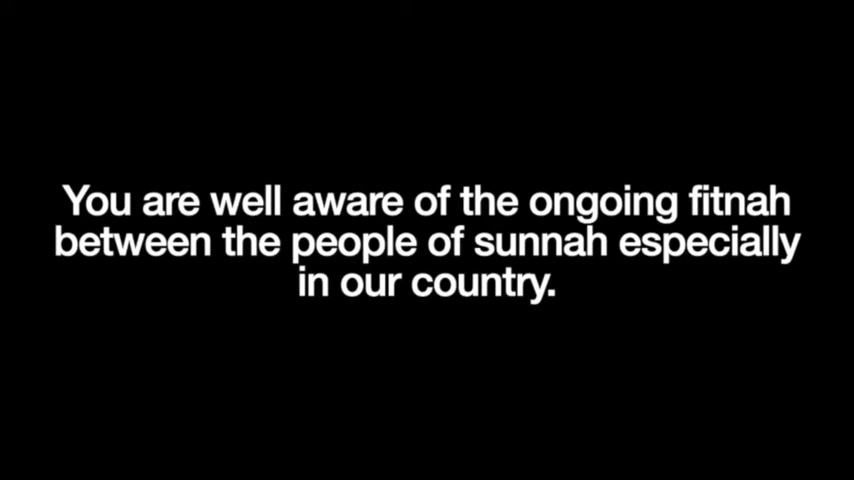 You are well aware of the ongoing fitnah
between the people of sunnah especially
in our country.